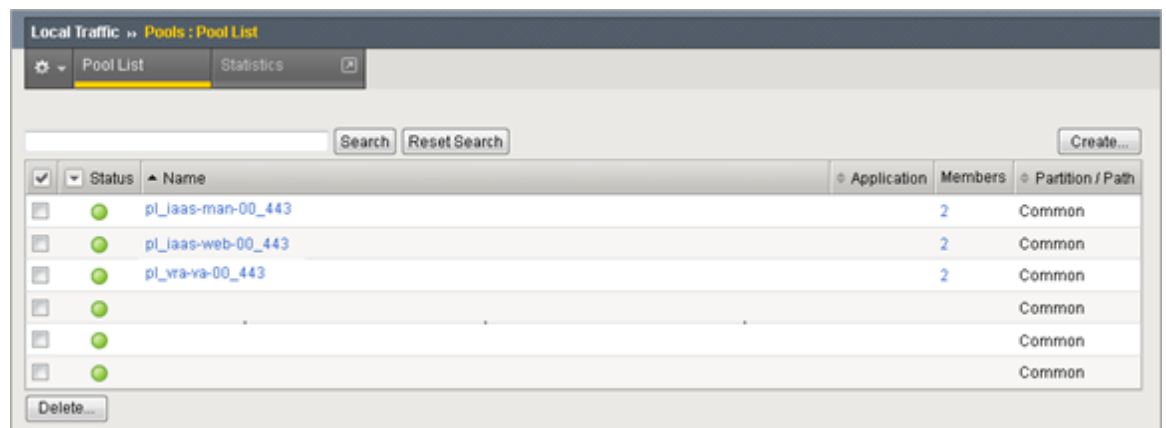 Local Traffic ›› Pools : Pool List
Pool List Statistics
Search Reset Search Create...
Status Name Application Members Partition / Path
pl_iaas-man-00_443 2 Common
pl_iaas-web-00_443 2 Common
pl_vra-va-00_443 2 Common
Common
Common
Common
Delete...